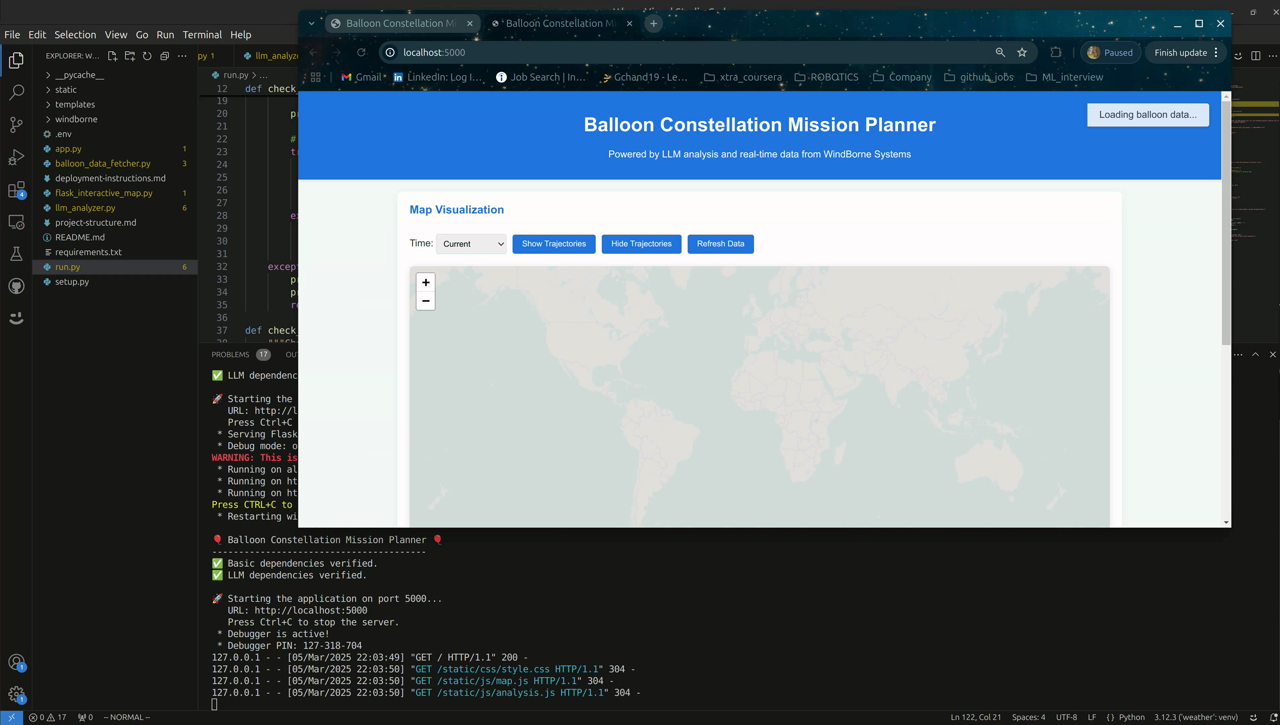 File Edit Selection View Go Run Terminal Help
Balloon Constellation Mi
Balloon Constellation M
localhost:5000
Paused
Finish update
Gmail
LinkedIn: Log I...
Job Search | In...
Gchand19 - Le...
xtra_coursera
ROBOTICS
Company
github_jobs
ML_interview
EXPLORER: W...
py 1
llm_analyze
__pycache__
static
templates
windborne
.env
app.py 1
balloon_data_fetcher.py 3
deployment-instructions.md
flask_interactive_map.py 1
llm_analyzer.py 6
project-structure.md
README.md
requirements.txt
run.py 6
setup.py
run.py > ...
12 def check
19
20 pr
21
22 #
23 tr
24
25
26
28 ex
29
30
31
32 excep
33 pr
34 pr
35 re
36
37 def check
38 """Ch
Balloon Constellation Mission Planner
Powered by LLM analysis and real-time data from WindBorne Systems
Loading balloon data...
Map Visualization
Time: Current Show Trajectories Hide Trajectories Refresh Data
+
−
PROBLEMS 17 OU
✅ LLM dependenc
🚀 Starting the
URL: http://l
Press Ctrl+C
* Serving Flask
* Debug mode: o
WARNING: This is
* Running on al
* Running on ht
* Running on ht
Press CTRL+C to
* Restarting wi
🎈 Balloon Constellation Mission Planner 🎈
----------------------------------------
✅ Basic dependencies verified.
✅ LLM dependencies verified.
🚀 Starting the application on port 5000...
URL: http://localhost:5000
Press Ctrl+C to stop the server.
* Debugger is active!
* Debugger PIN: 127-318-704
127.0.0.1 - - [05/Mar/2025 22:03:49] "GET / HTTP/1.1" 200 -
127.0.0.1 - - [05/Mar/2025 22:03:50] "GET /static/css/style.css HTTP/1.1" 304 -
127.0.0.1 - - [05/Mar/2025 22:03:50] "GET /static/js/map.js HTTP/1.1" 304 -
127.0.0.1 - - [05/Mar/2025 22:03:50] "GET /static/js/analysis.js HTTP/1.1" 304 -
4
1
1
0 17 0 -- NORMAL -- Ln 122, Col 21 Spaces: 4 UTF-8 LF Python 3.12.3 ('weather': venv)